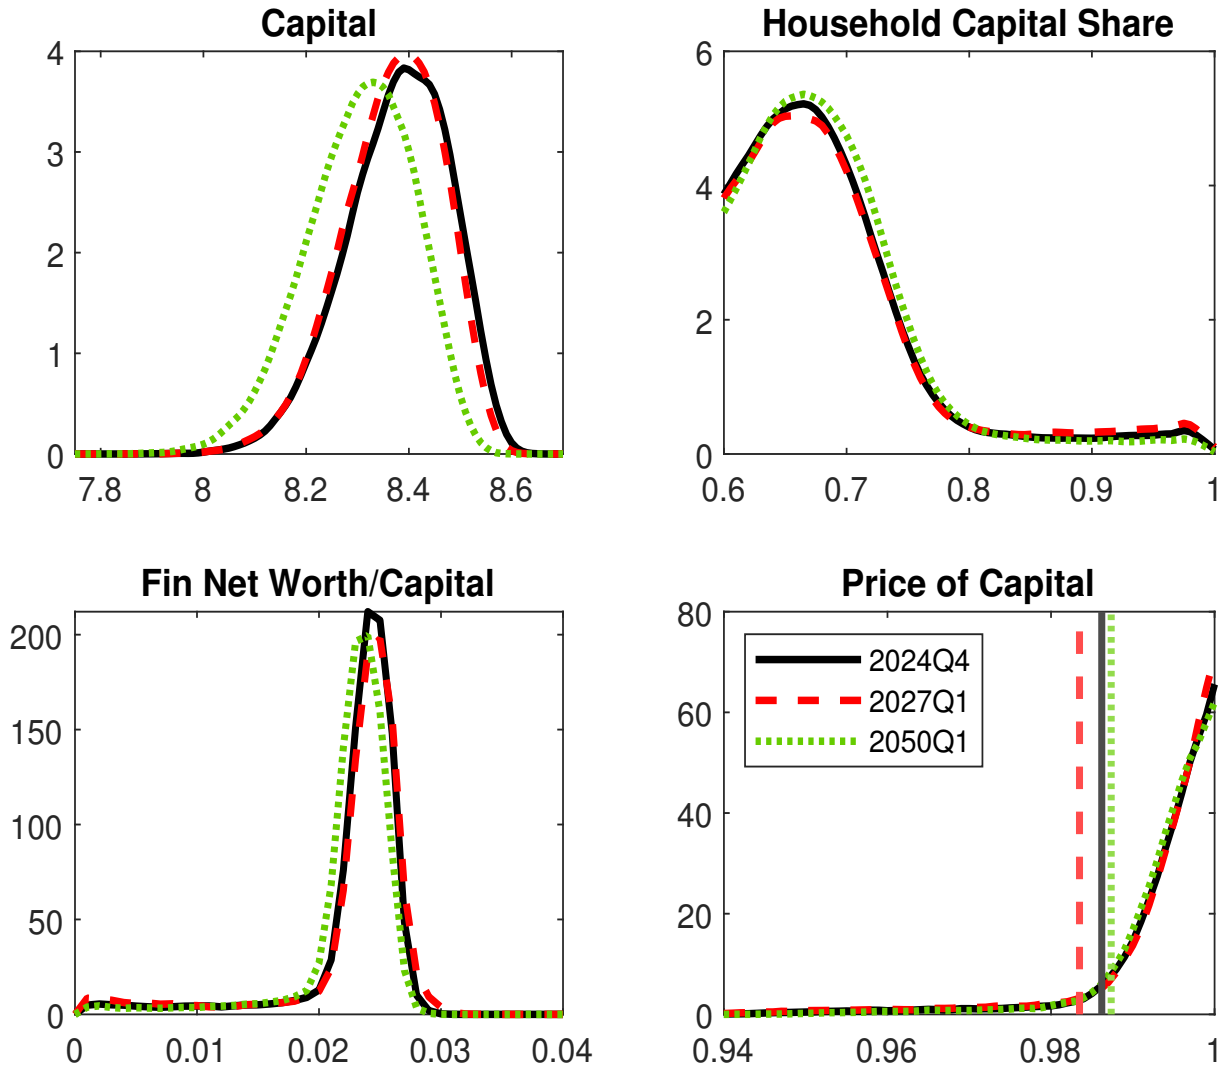 Capital
4
3
2
1
0
7.8 8 8.2 8.4 8.6
Household Capital Share
6
4
2
0
0.6 0.7 0.8 0.9 1
Fin Net Worth/Capital
200
150
100
50
0
0 0.01 0.02 0.03 0.04
Price of Capital
80
60
40
20
0
0.94 0.96 0.98 1
2024Q4
2027Q1
2050Q1